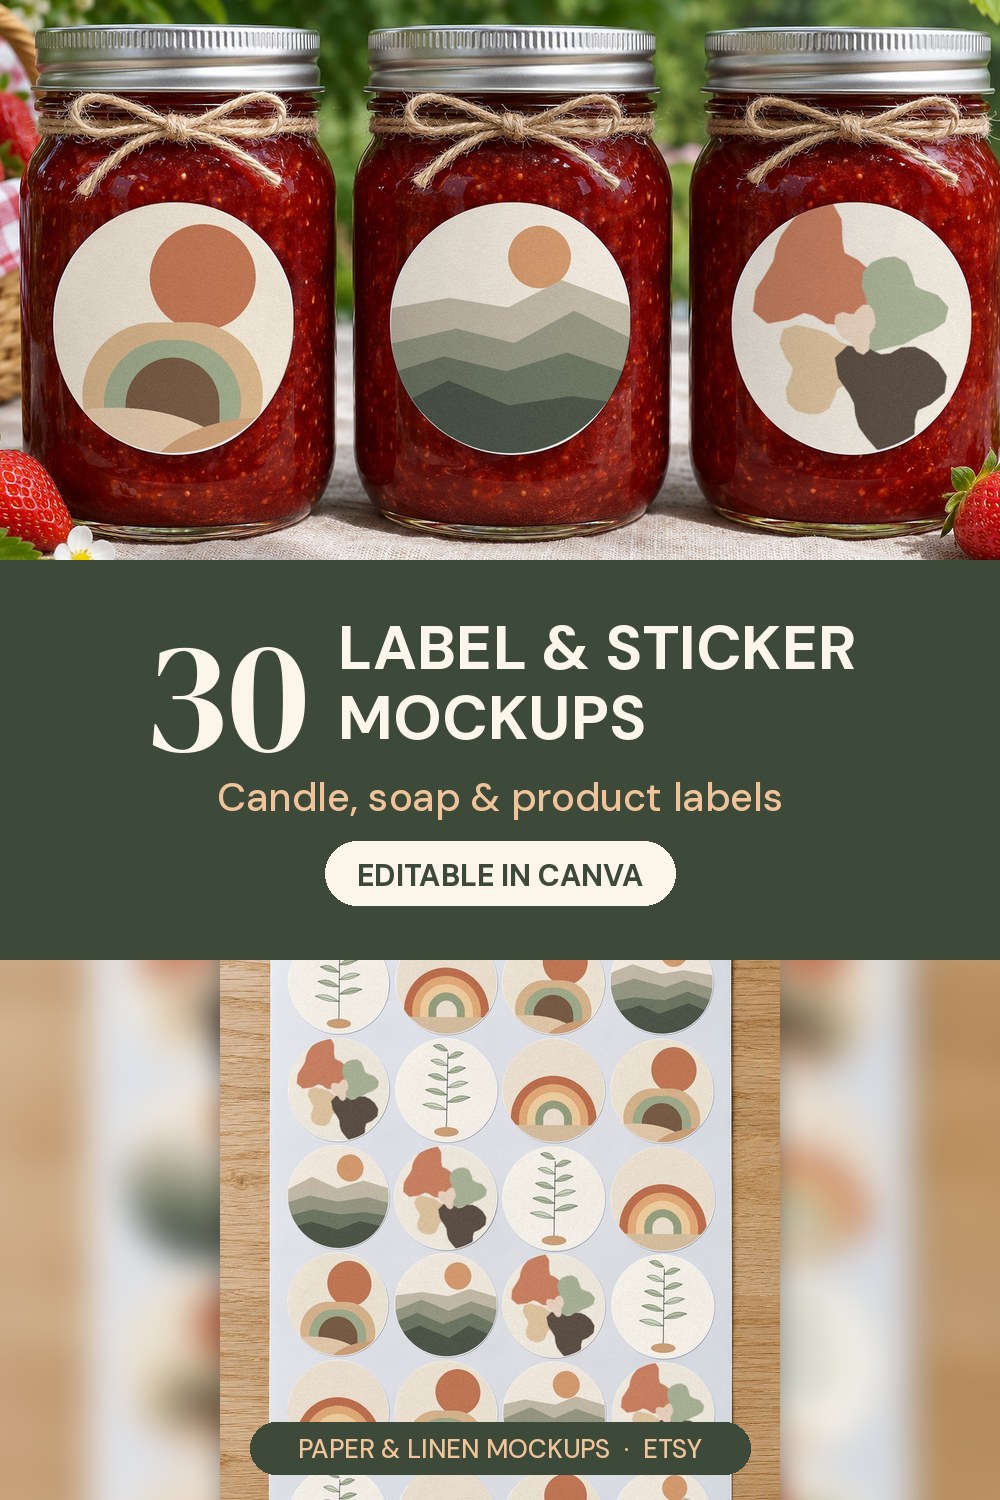 30
LABEL & STICKER
MOCKUPS
Candle, soap & product labels
EDITABLE IN CANVA
PAPER & LINEN MOCKUPS · ETSY